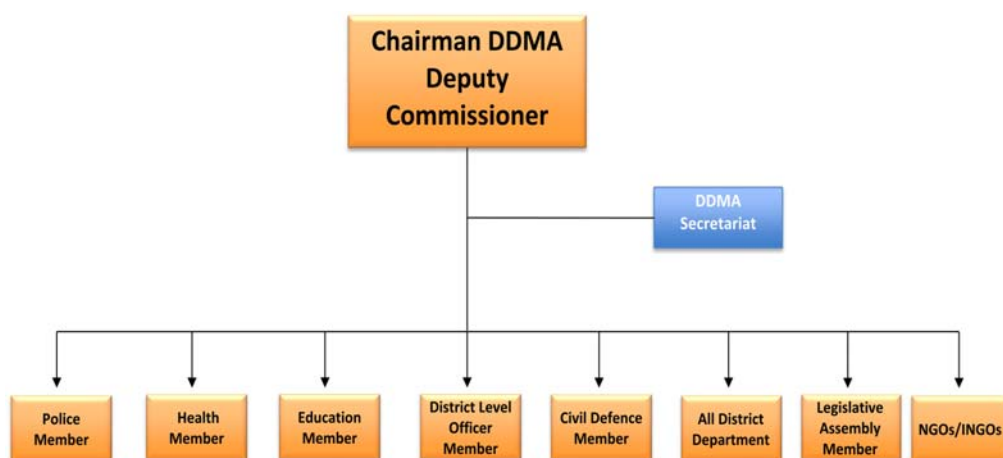 Chairman DDMA
Deputy
Commissioner
DDMA
Secretariat
Police
Member
Health
Member
Education
Member
District Level
Officer
Member
Civil Defence
Member
All District
Department
Legislative
Assembly
Member
NGOs/INGOs